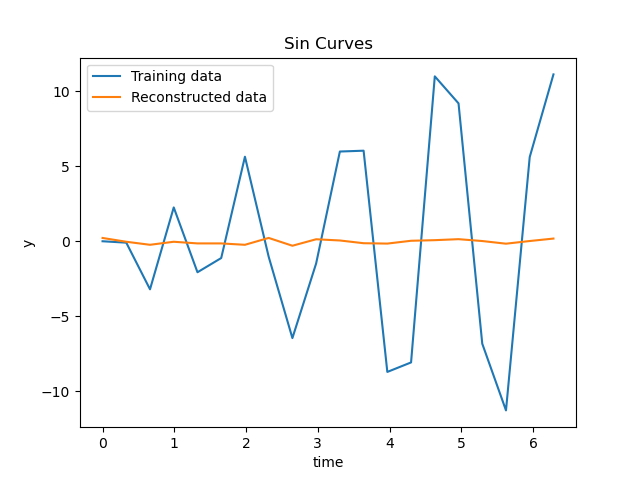 Sin Curves
Training data
Reconstructed data
10
5
0
−5
−10
y
0 1 2 3 4 5 6
time